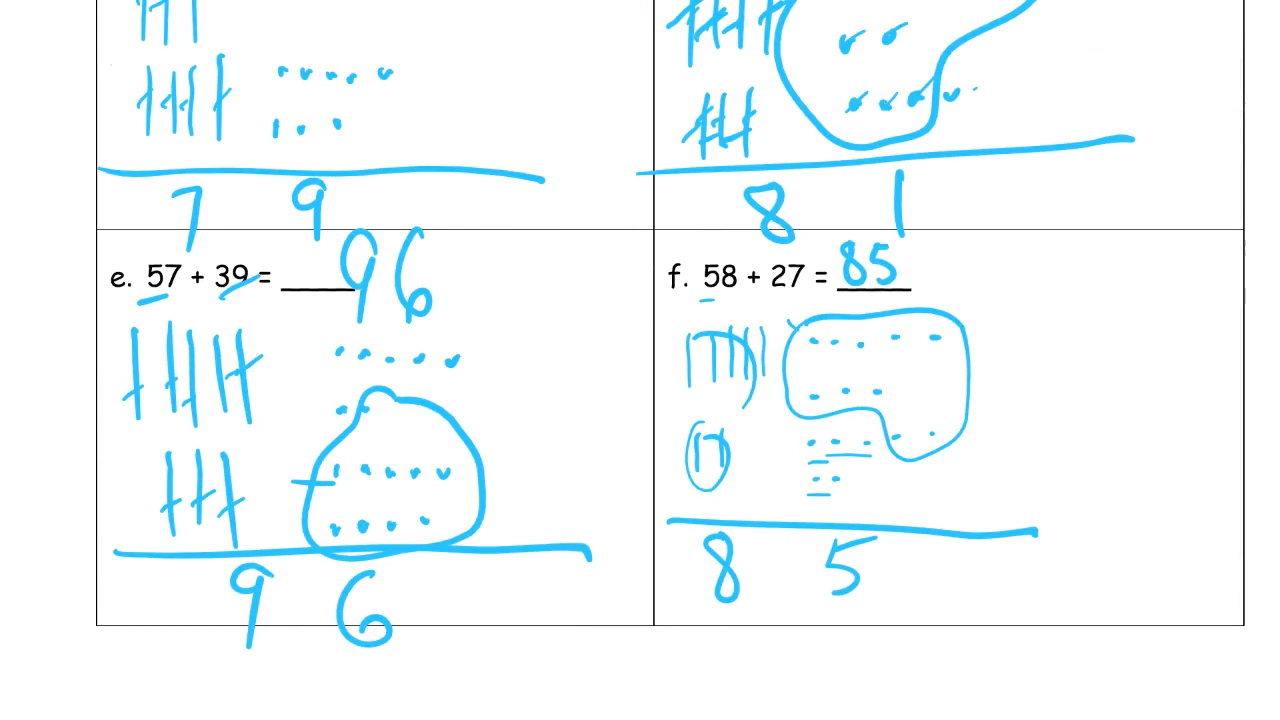 7 9
8 1
e. 57 + 39 = 96
f. 58 + 27 = 85
9 6
8 5